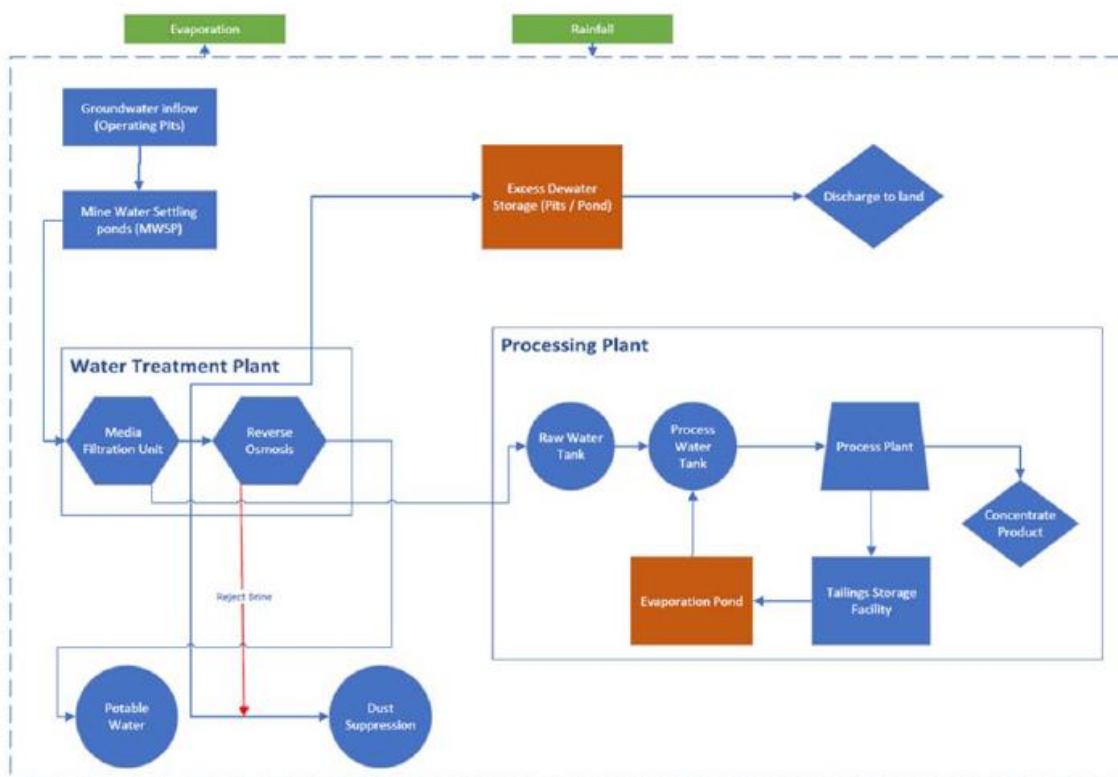 Evaporation
Rainfall
Groundwater inflow
(Operating Pits)
Mine Water Settling
ponds (MWSP)
Excess Dewater
Storage (Pits / Pond)
Discharge to land
Water Treatment Plant
Media
Filtration Unit
Reverse
Osmosis
Processing Plant
Raw Water
Tank
Process
Water
Tank
Process Plant
Concentrate
Product
Evaporation Pond
Tailings Storage
Facility
Reject Brine
Potable
Water
Dust
Suppression